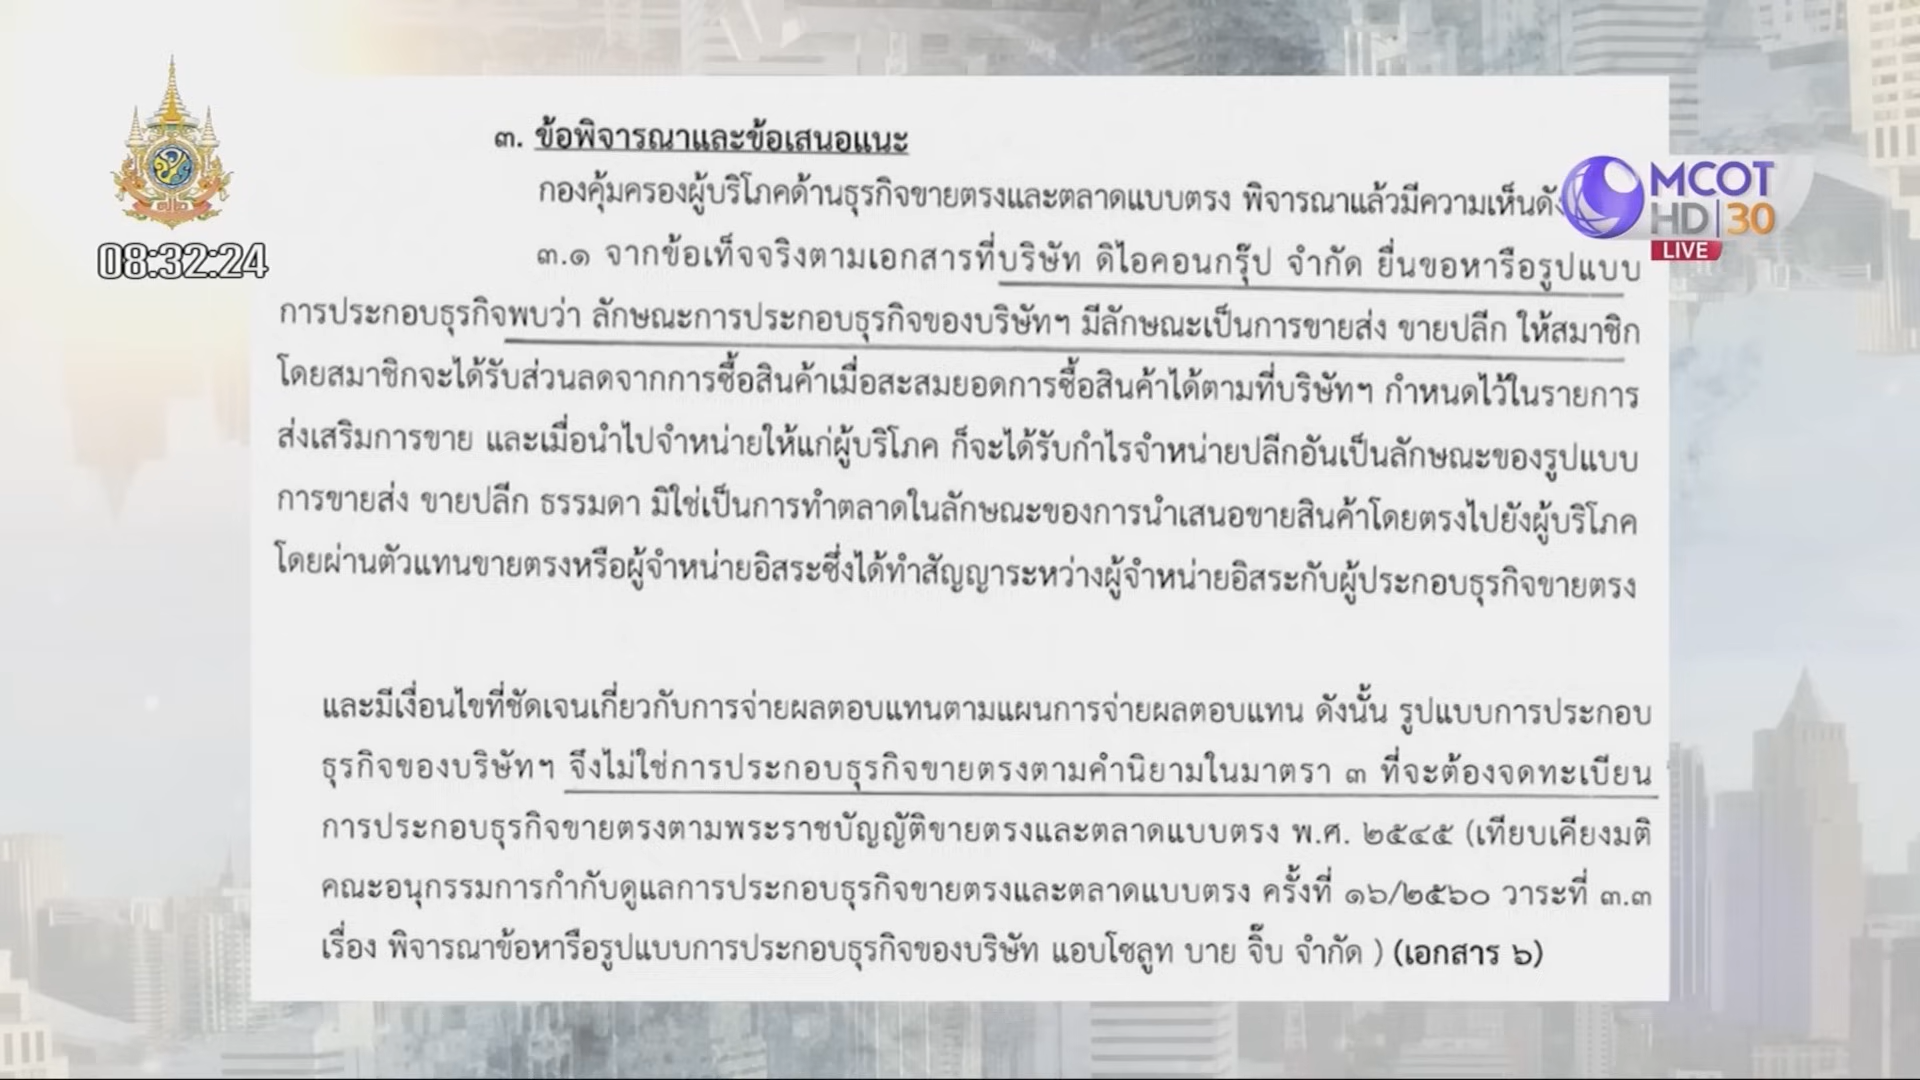 ๓. ข้อพิจารณาและข้อเสนอแนะ
กองคุ้มครองผู้บริโภคด้านธุรกิจขายตรงและตลาดแบบตรง พิจารณาแล้วมีความเห็นดัง
MCOT
HD 30
LIVE
08:32:24
๓.๑ จากข้อเท็จจริงตามเอกสารที่บริษัท ดิไอคอนกรุ๊ป จำกัด ยื่นขอหารือรูปแบบ
การประกอบธุรกิจพบว่า ลักษณะการประกอบธุรกิจของบริษัทฯ มีลักษณะเป็นการขายส่ง ขายปลีก ให้สมาชิก
โดยสมาชิกจะได้รับส่วนลดจากการซื้อสินค้าเมื่อสะสมยอดการซื้อสินค้าได้ตามที่บริษัทฯ กำหนดไว้ในรายการ
ส่งเสริมการขาย และเมื่อนำไปจำหน่ายให้แก่ผู้บริโภค ก็จะได้รับกำไรจำหน่ายปลีกอันเป็นลักษณะของรูปแบบ
การขายส่ง ขายปลีก ธรรมดา มิใช่เป็นการทำตลาดในลักษณะของการนำเสนอขายสินค้าโดยตรงไปยังผู้บริโภค
โดยผ่านตัวแทนขายตรงหรือผู้จำหน่ายอิสระซึ่งได้ทำสัญญาระหว่างผู้จำหน่ายอิสระกับผู้ประกอบธุรกิจขายตรง
และมีเงื่อนไขที่ชัดเจนเกี่ยวกับการจ่ายผลตอบแทนตามแผนการจ่ายผลตอบแทน ดังนั้น รูปแบบการประกอบ
ธุรกิจของบริษัทฯ จึงไม่ใช่การประกอบธุรกิจขายตรงตามคำนิยามในมาตรา ๓ ที่จะต้องจดทะเบียน
การประกอบธุรกิจขายตรงตามพระราชบัญญัติขายตรงและตลาดแบบตรง พ.ศ. ๒๕๔๕ (เทียบเคียงมติ
คณะอนุกรรมการกำกับดูแลการประกอบธุรกิจขายตรงและตลาดแบบตรง ครั้งที่ ๑๖/๒๕๖๐ วาระที่ ๓.๓
เรื่อง พิจารณาข้อหารือรูปแบบการประกอบธุรกิจของบริษัท แอบโซลูท บาย จิ๊บ จำกัด ) (เอกสาร ๖)